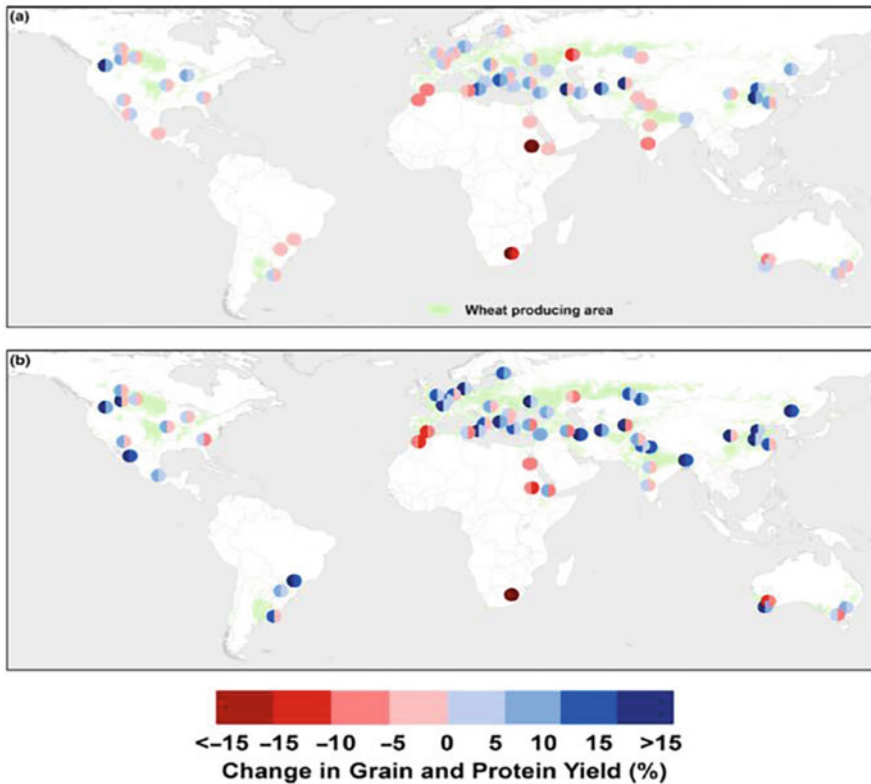 (a)
Wheat producing area
(b)
<-15 -15 -10 -5 0 5 10 15 >15
Change in Grain and Protein Yield (%)